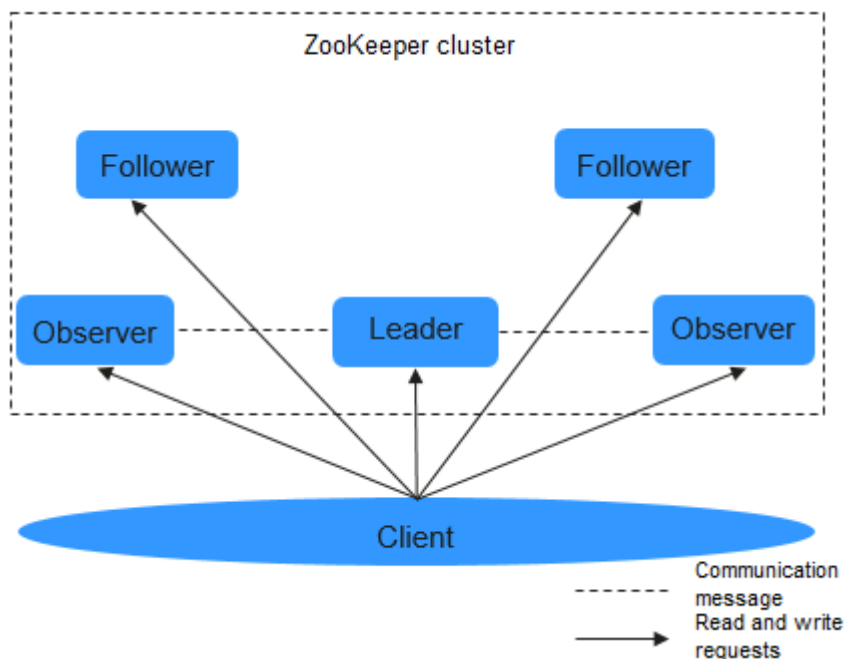 ZooKeeper cluster
Follower
Follower
Observer
Leader
Observer
Client
Communication
message
Read and write
requests